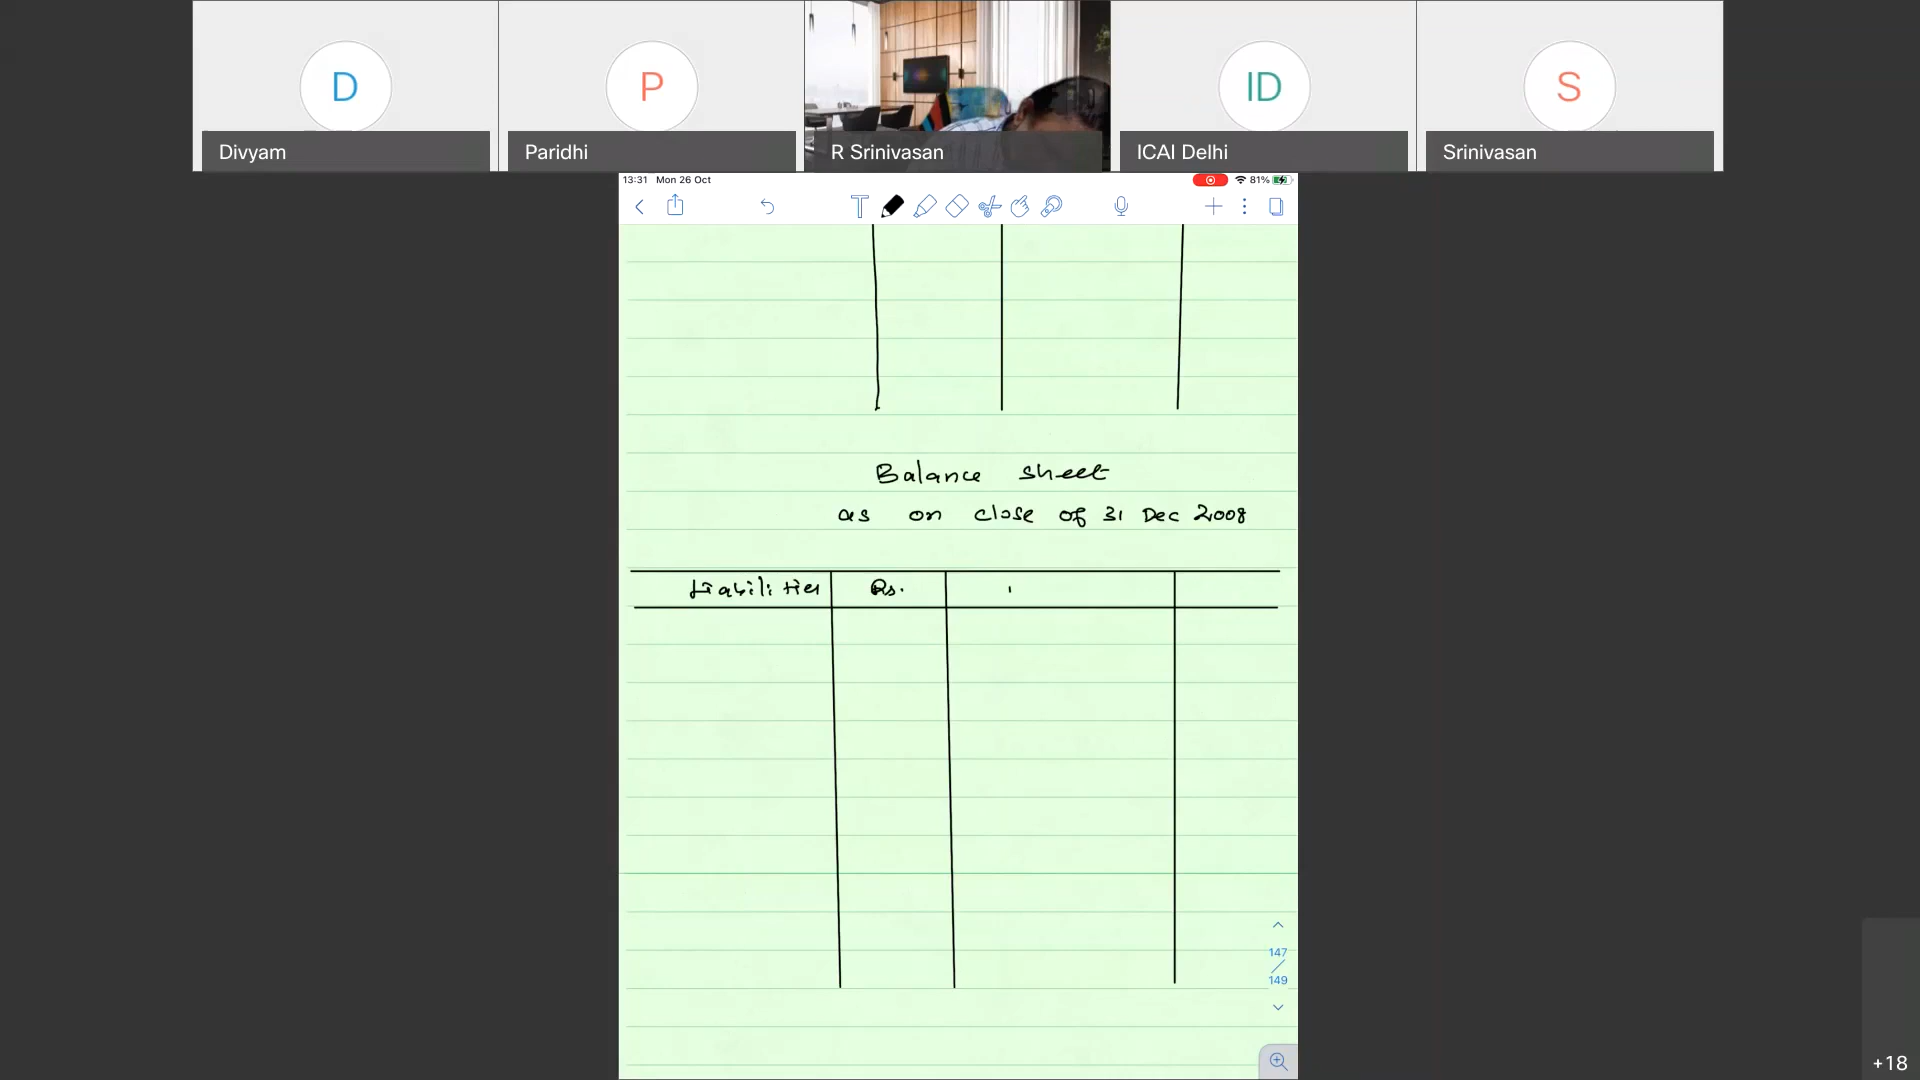 D
P
ID
S
Divyam
Paridhi
R Srinivasan
ICAI Delhi
Srinivasan
13:31 Mon 26 Oct
81%
T
Balance sheet
as on close of 31 Dec 2008
Liabilities Rs.
147
149
+18